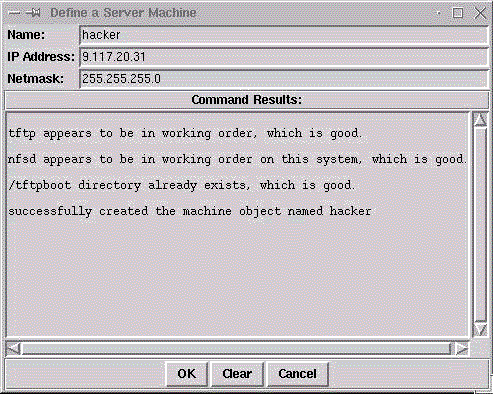 Define a Server Machine
Name: hacker
IP Address: 9.117.20.31
Netmask: 255.255.255.0
Command Results:
tftp appears to be in working order, which is good.
nfsd appears to be in working order on this system, which is good.
/tftpboot directory already exists, which is good.
successfully created the machine object named hacker
OK Clear Cancel